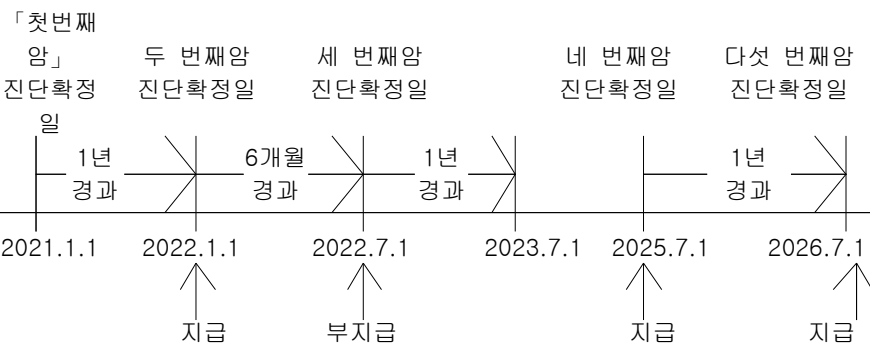 「첫번째
암」
진단확정
일
두 번째암
진단확정일
세 번째암
진단확정일
네 번째암
진단확정일
다섯 번째암
진단확정일
1년
경과
6개월
경과
1년
경과
1년
경과
2021.1.1
2022.1.1
2022.7.1
2023.7.1
2025.7.1
2026.7.1
지급
부지급
지급
지급